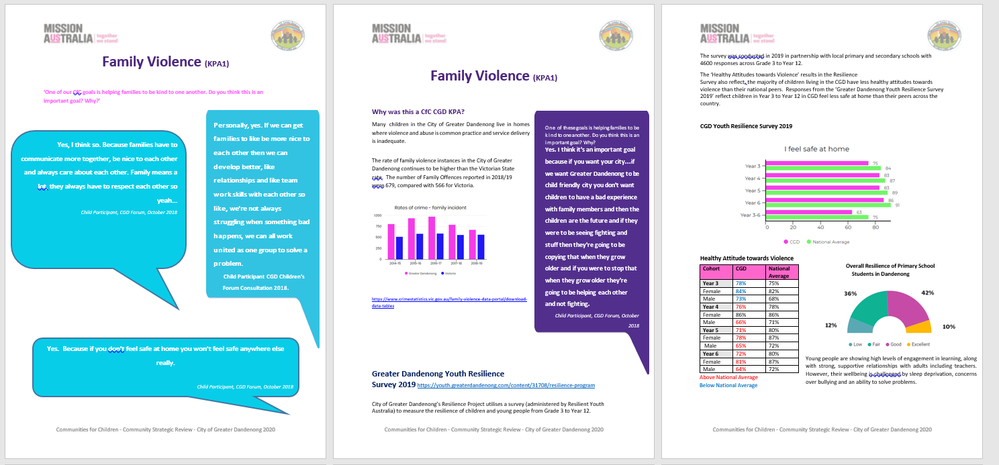 MISSION
AUSTRALIA
together
we stand
Family Violence (KPA1)
'One of our CfC goals is helping families to be kind to one another. Do you think this is an
important goal? Why?'
Yes, I think so. Because families have to
communicate more together, be nice to each other
and always care about each other. Family means a
lot, they always have to respect each other so
yeah…
Child Participant, CGD Forum, October 2018
Personally, yes. If we can get
families to like be more nice to
each other then we can
develop better, like
relationships and like team
work skills with each other so
like, we're not always
struggling when something bad
happens, we can all work
united as one group to solve a
problem.
Child Participant CGD Children's
Forum Consultation 2018.
Yes. Because if you don't feel safe at home you won't feel safe anywhere else
really.
Child Participant, CGD Forum, October 2018
Communities for Children - Community Strategic Review - City of Greater Dandenong 2020
MISSION
AUSTRALIA
together
we stand
Family Violence (KPA1)
Why was this a CfC CGD KPA?
Many children in the City of Greater Dandenong live in homes
where violence and abuse is common practice and service delivery
is inadequate.
The rate of family violence instances in the City of Greater
Dandenong continues to be higher than the Victorian State
rate. The number of Family Offences reported in 2018/19
were 679, compared with 566 for Victoria.
Rates of crime - family incident
1000
750
500
250
0
2014-15 2015-16 2016-17 2017-18 2018-19
Greater Dandenong Victoria
https://www.crimestatistics.vic.gov.au/family-violence-data-portal/download-
data-tables
One of these goals is helping families to be
kind to one another. Do you think this is an
important goal? Why?
Yes. I think it's an important goal
because if you want your city…if
we want Greater Dandenong to be
child friendly city you don't want
children to have a bad experience
with family members and then the
children are the future and if they
were to be seeing fighting and
stuff then they're going to be
copying that when they grow
older and if you were to stop that
when they grow older they're
going to be helping each other
and not fighting.
Child Participant, CGD Forum, October
2018
Greater Dandenong Youth Resilience
Survey 2019 https://youth.greaterdandenong.com/content/31708/resilience-program
City of Greater Dandenong's Resilience Project utilises a survey (administered by Resilient Youth
Australia) to measure the resilience of children and young people from Grade 3 to Year 12.
Communities for Children - Community Strategic Review - City of Greater Dandenong 2020
MISSION
AUSTRALIA
together
we stand
The survey was conducted in 2019 in partnership with local primary and secondary schools with
4600 responses across Grade 3 to Year 12.
The 'Healthy Attitudes towards Violence' results in the Resilience
Survey also reflect, the majority of children living in the CGD have less healthy attitudes towards
violence than their national peers. Responses from the 'Greater Dandenong Youth Resilience Survey
2019' reflect children in Year 3 to Year 12 in CGD feel less safe at home than their peers across the
country.
CGD Youth Resilience Survey 2019
I feel safe at home
Year 3 75
84
Year 4 83
87
Year 5 83
89
Year 6 86
91
Year 3-6 63
75
0 20 40 60 80
CGD National Average
Healthy Attitude towards Violence
Cohort CGD National
Average
Year 3 78% 75%
Female 84% 82%
Male 73% 68%
Year 4 76% 78%
Female 86% 86%
Male 66% 71%
Year 5 71% 80%
Female 78% 87%
Male 65% 72%
Year 6 72% 80%
Female 81% 87%
Male 64% 72%
Above National Average
Below National Average
Overall Resilience of Primary School
Students in Dandenong
36% 42%
12% 10%
Low Fair Good Excellent
Young people are showing high levels of engagement in learning, along
with strong, supportive relationships with adults including teachers.
However, their wellbeing is challenged by sleep deprivation, concerns
over bullying and an ability to solve problems.
Communities for Children - Community Strategic Review - City of Greater Dandenong 2020